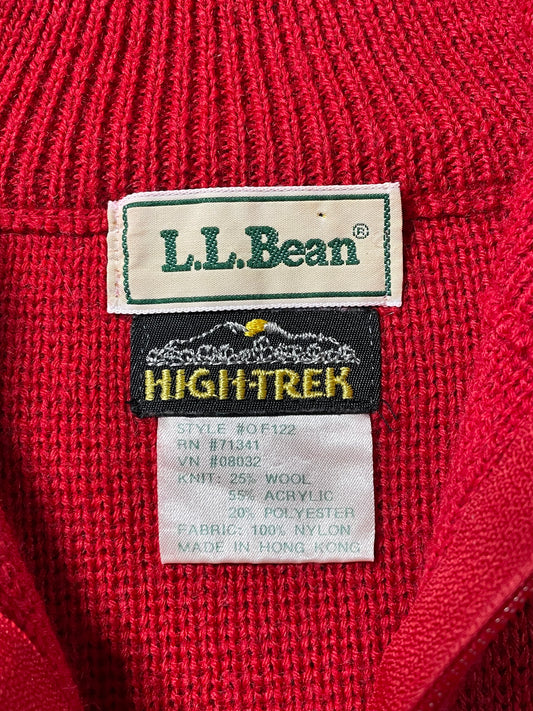 L.L.Bean®
HIGH-TREK
STYLE #OF122
RN #71341
VN #08032
KNIT: 25% WOOL
55% ACRYLIC
20% POLYESTER
FABRIC: 100% NYLON
MADE IN HONG KONG